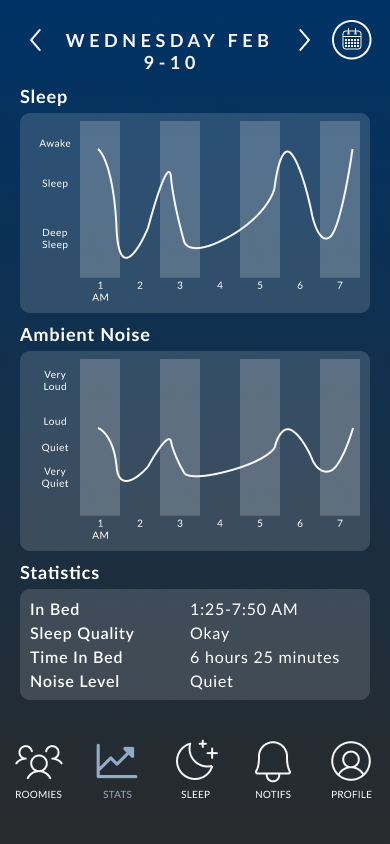 WEDNESDAY FEB
9-10
Sleep
Awake
Sleep
Deep
Sleep
1 2 3 4 5 6 7
AM
Ambient Noise
Very
Loud
Loud
Quiet
Very
Quiet
1 2 3 4 5 6 7
AM
Statistics
In Bed 1:25-7:50 AM
Sleep Quality Okay
Time In Bed 6 hours 25 minutes
Noise Level Quiet
ROOMIES STATS SLEEP NOTIFS PROFILE